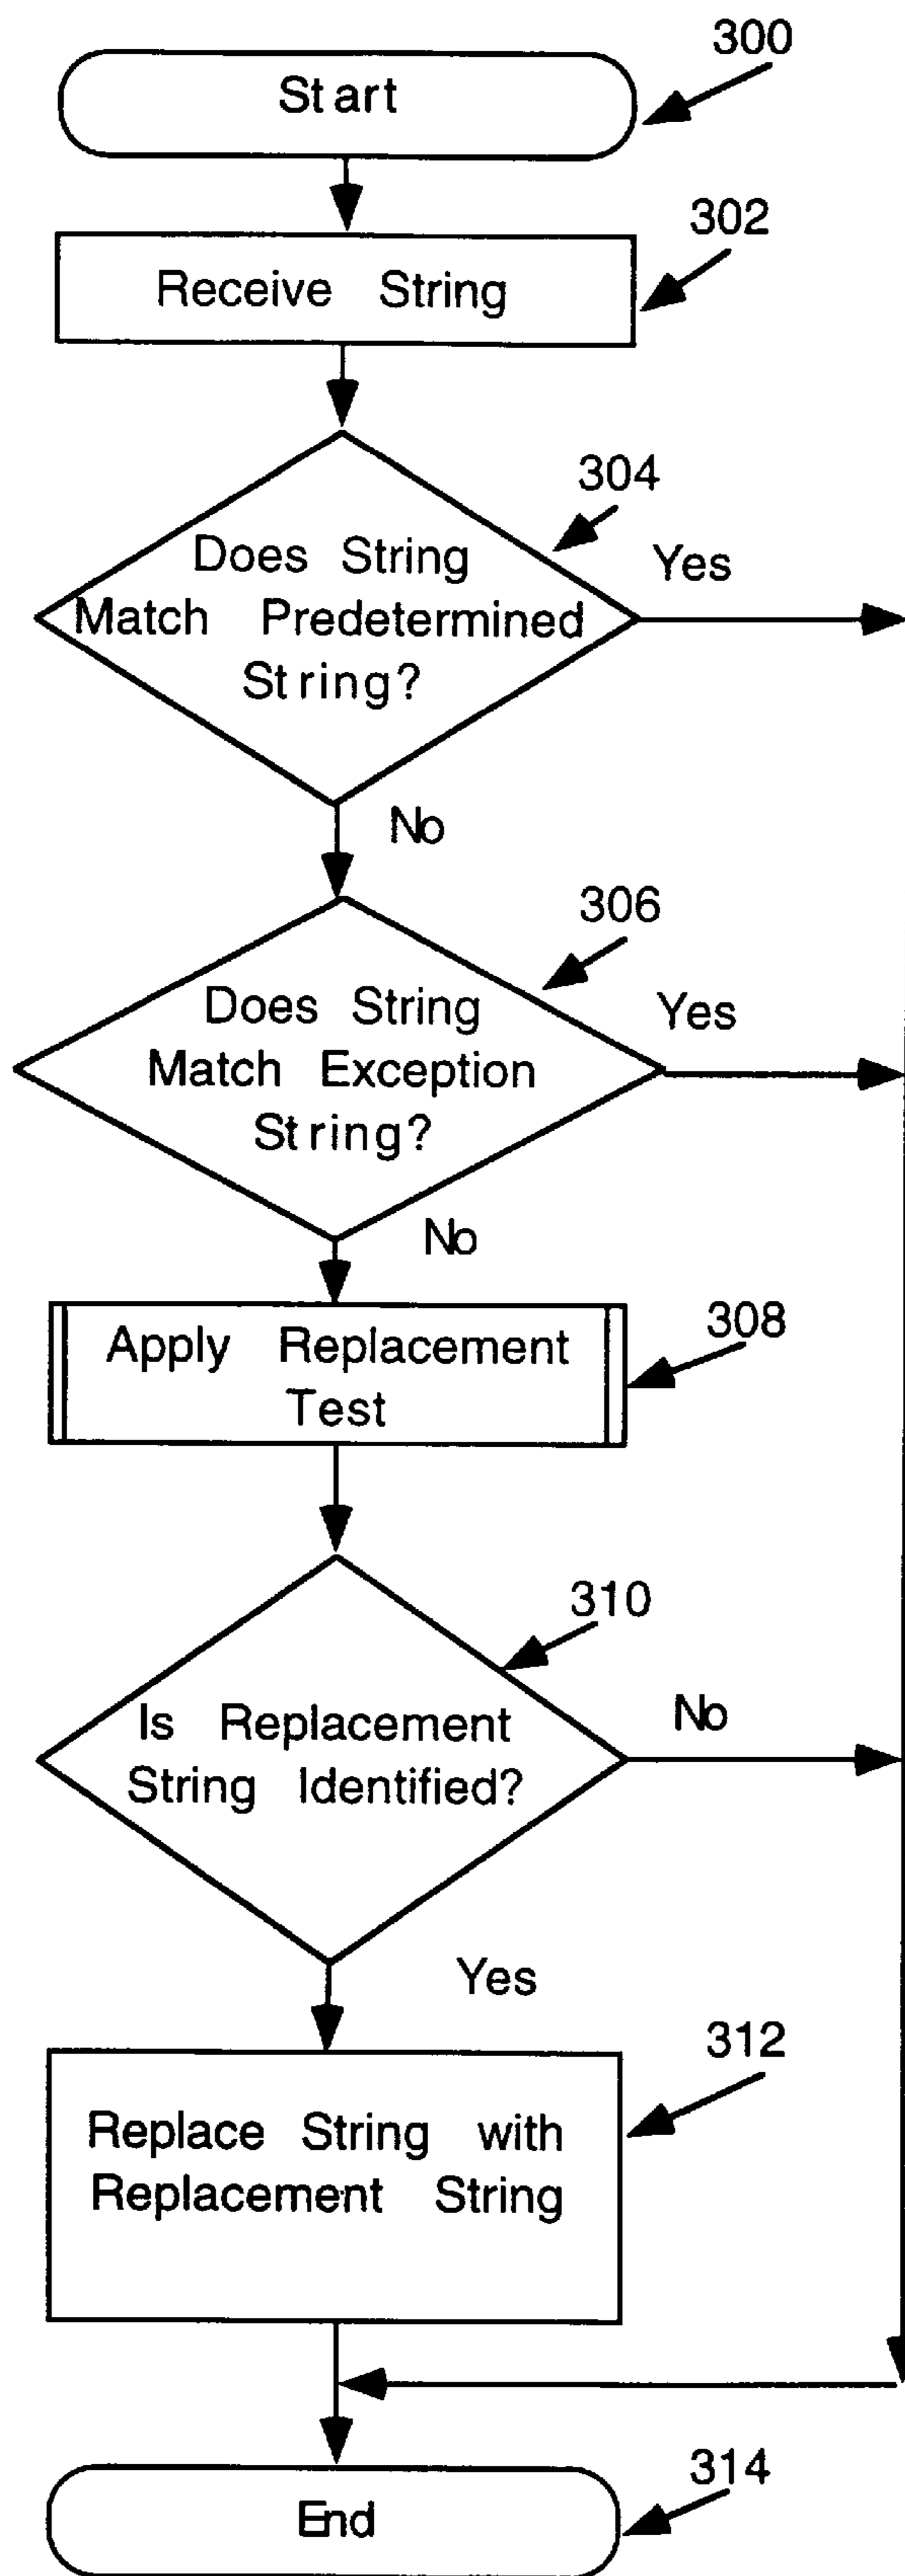 300
Start
302
Receive String
304
Does String
Match Predetermined
String?
Yes
No
306
Does String
Match Exception
String?
Yes
No
308
Apply Replacement
Test
310
Is Replacement
String Identified?
No
Yes
312
Replace String with
Replacement String
314
End